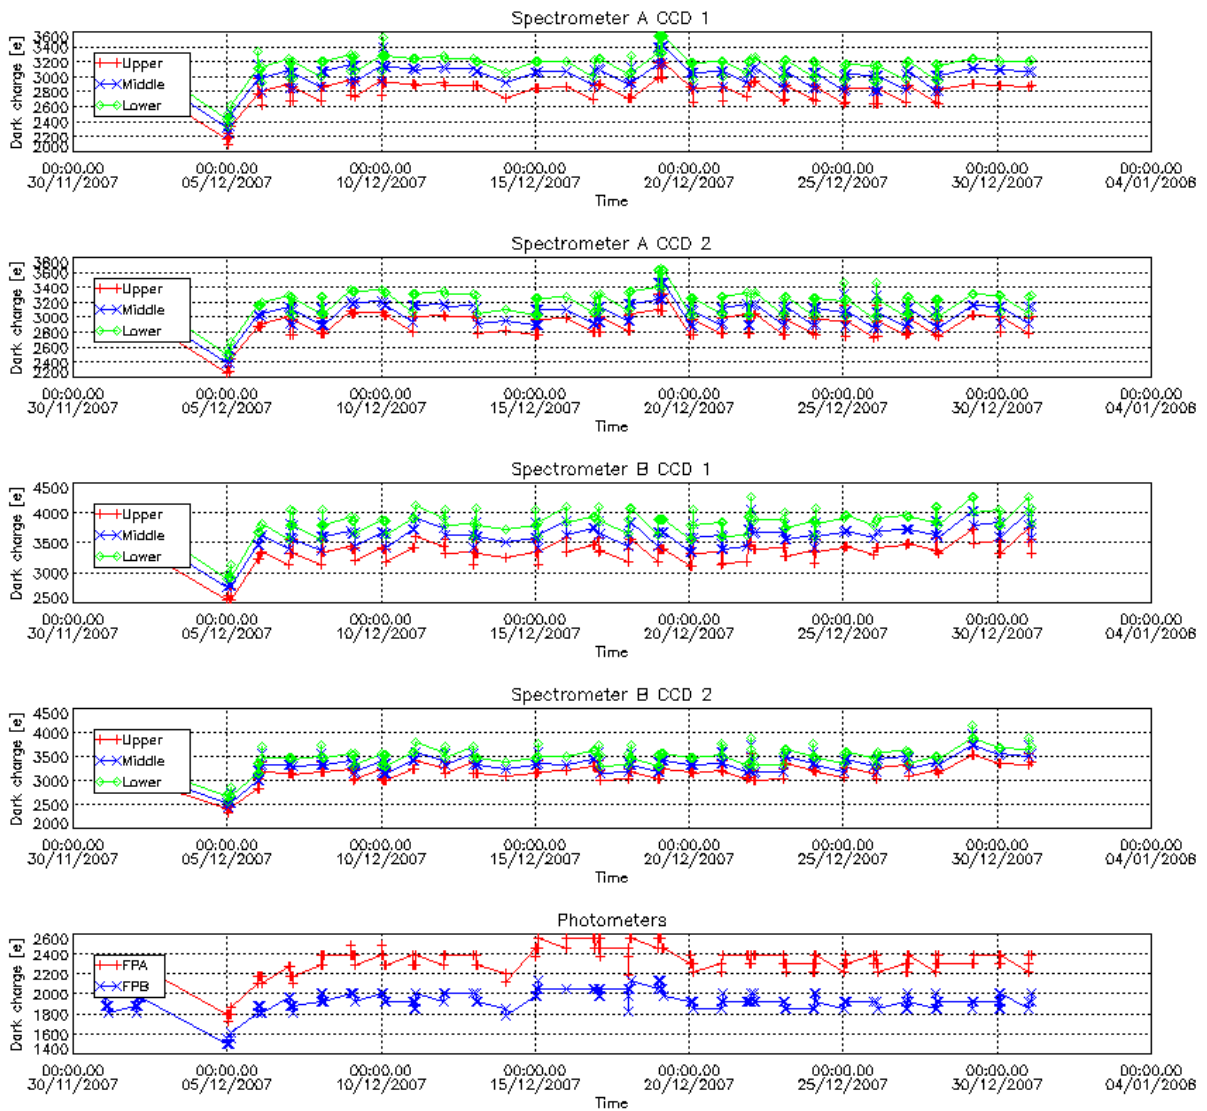 Spectrometer A CCD 1
Dark charge [e]
3600
3400
3200
3000
2800
2600
2400
2200
2000
Upper
Middle
Lower
00:00.00 00:00.00 00:00.00 00:00.00 00:00.00 00:00.00 00:00.00 00:00.00
30/11/2007 05/12/2007 10/12/2007 15/12/2007 20/12/2007 25/12/2007 30/12/2007 04/01/2008
Time
Spectrometer A CCD 2
Dark charge [e]
3800
3600
3400
3200
3000
2800
2600
2400
2200
Upper
Middle
Lower
00:00.00 00:00.00 00:00.00 00:00.00 00:00.00 00:00.00 00:00.00 00:00.00
30/11/2007 05/12/2007 10/12/2007 15/12/2007 20/12/2007 25/12/2007 30/12/2007 04/01/2008
Time
Spectrometer B CCD 1
Dark charge [e]
4500
4000
3500
3000
2500
Upper
Middle
Lower
00:00.00 00:00.00 00:00.00 00:00.00 00:00.00 00:00.00 00:00.00 00:00.00
30/11/2007 05/12/2007 10/12/2007 15/12/2007 20/12/2007 25/12/2007 30/12/2007 04/01/2008
Time
Spectrometer B CCD 2
Dark charge [e]
4500
4000
3500
3000
2500
2000
Upper
Middle
Lower
00:00.00 00:00.00 00:00.00 00:00.00 00:00.00 00:00.00 00:00.00 00:00.00
30/11/2007 05/12/2007 10/12/2007 15/12/2007 20/12/2007 25/12/2007 30/12/2007 04/01/2008
Time
Photometers
Dark charge [e]
2600
2400
2200
2000
1800
1600
1400
FPA
FPB
00:00.00 00:00.00 00:00.00 00:00.00 00:00.00 00:00.00 00:00.00 00:00.00
30/11/2007 05/12/2007 10/12/2007 15/12/2007 20/12/2007 25/12/2007 30/12/2007 04/01/2008
Time